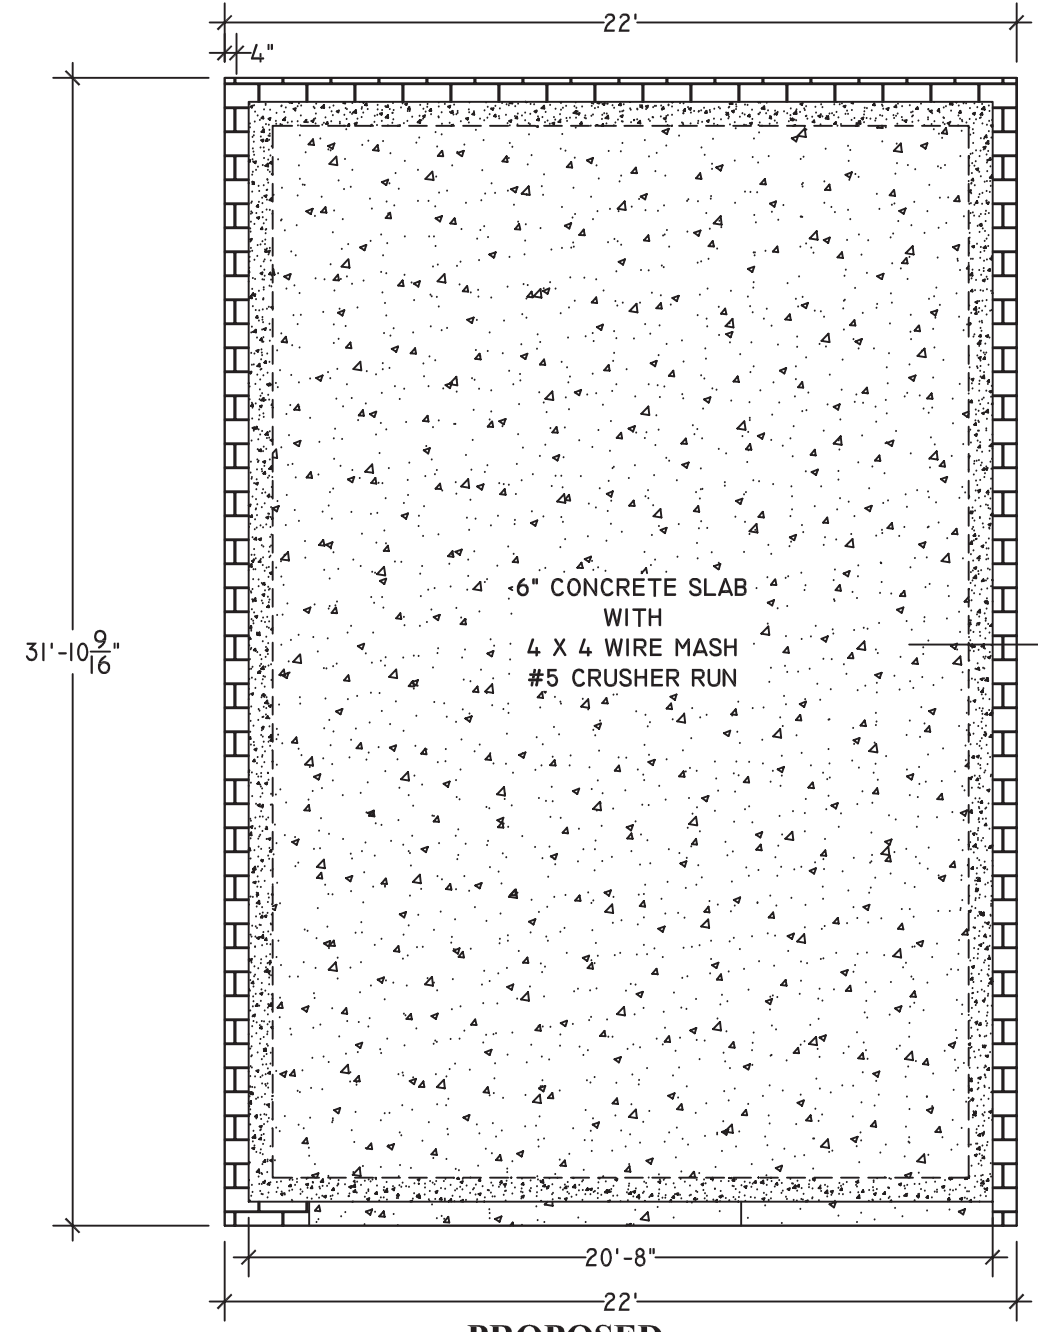 22'
4"
6" CONCRETE SLAB
WITH
4 X 4 WIRE MASH
#5 CRUSHER RUN
31'-10 9/16"
20'-8"
22'
PROPOSED